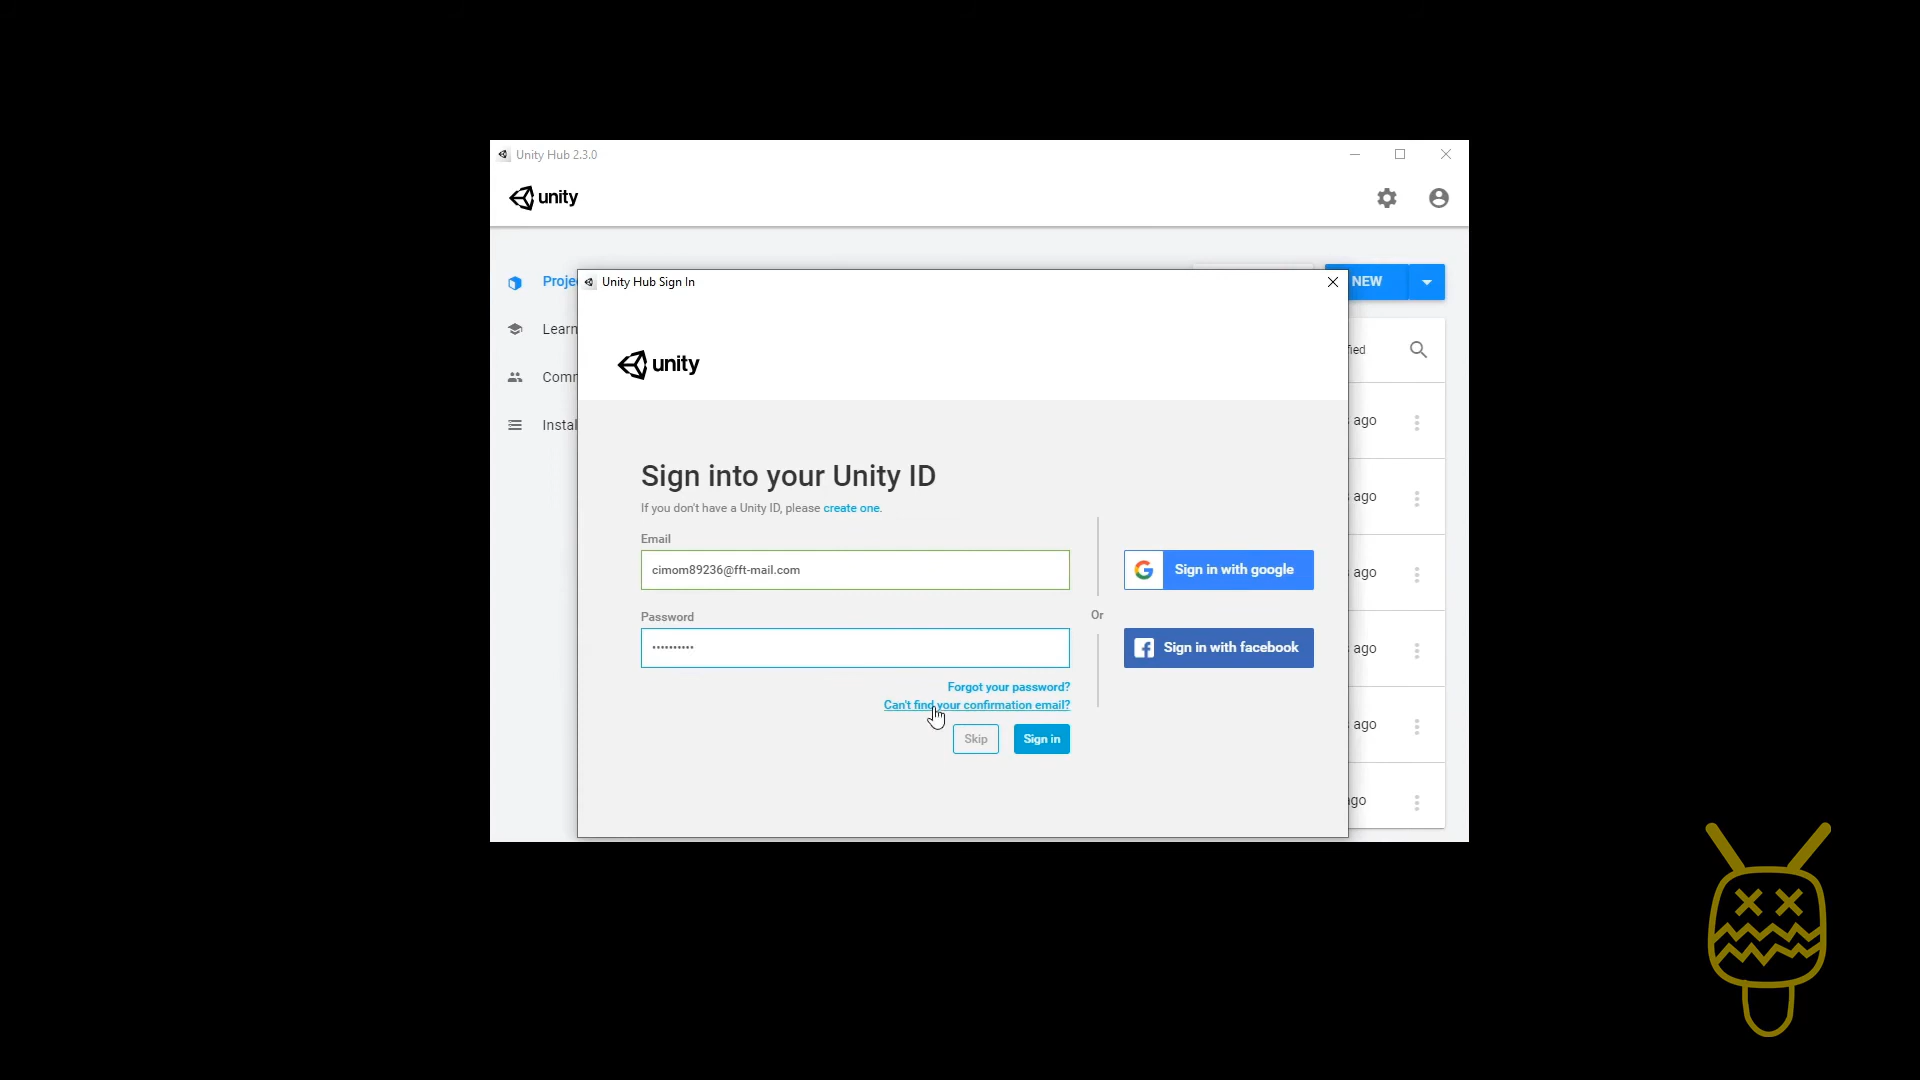 Unity Hub 2.3.0
unity
Unity Hub Sign In
NEW
Learn
unity
ago
ago
ago
ago
ago
Sign into your Unity ID
If you don't have a Unity ID, please create one.
Email
cimom89236@fft-mail.com
Sign in with google
Password
Or
••••••••••
Sign in with facebook
Forgot your password?
Can't find your confirmation email?
Skip
Sign in